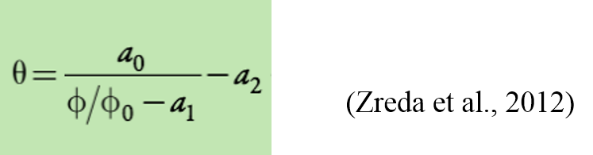 θ = a₀ / (ϕ/ϕ₀ − a₁) − a₂
(Zreda et al., 2012)